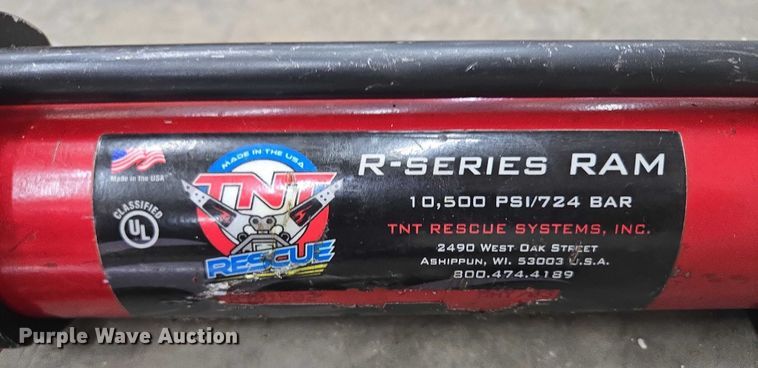 Made in the USA
CLASSIFIED
UL
MADE IN THE USA
TNT
RESCUE
R-SERIES RAM
10,500 PSI/724 BAR
TNT RESCUE SYSTEMS, INC.
2490 WEST OAK STREET
ASHIPPUN, WI. 53003 U.S.A.
800.474.4189
Purple Wave Auction